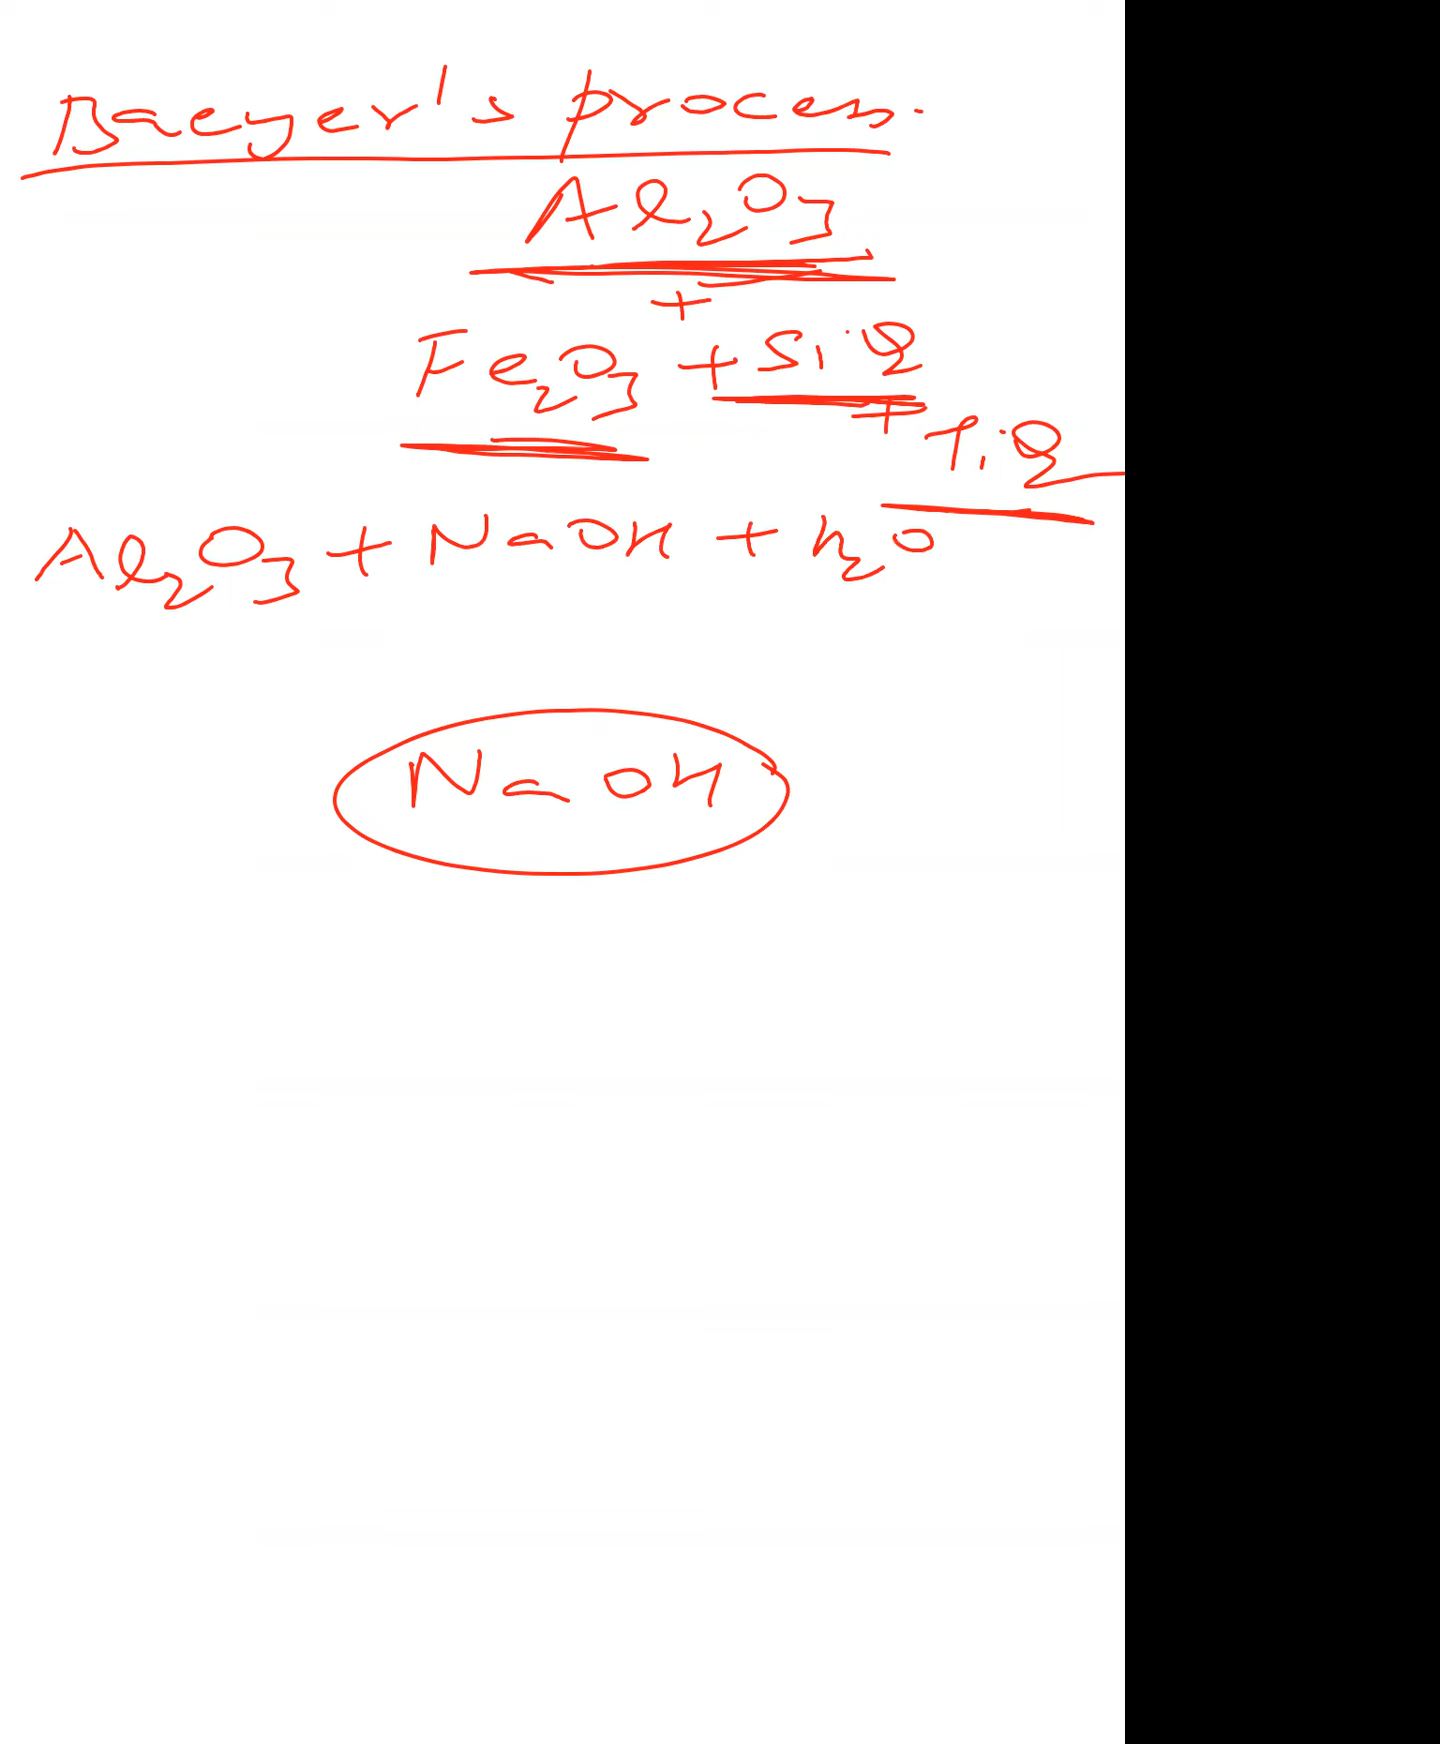 Baeyer's process.
Al₂O₃
+
Fe₂O₃ + SiO₂
+ TiO₂
Al₂O₃ + NaOH + H₂O
NaOH